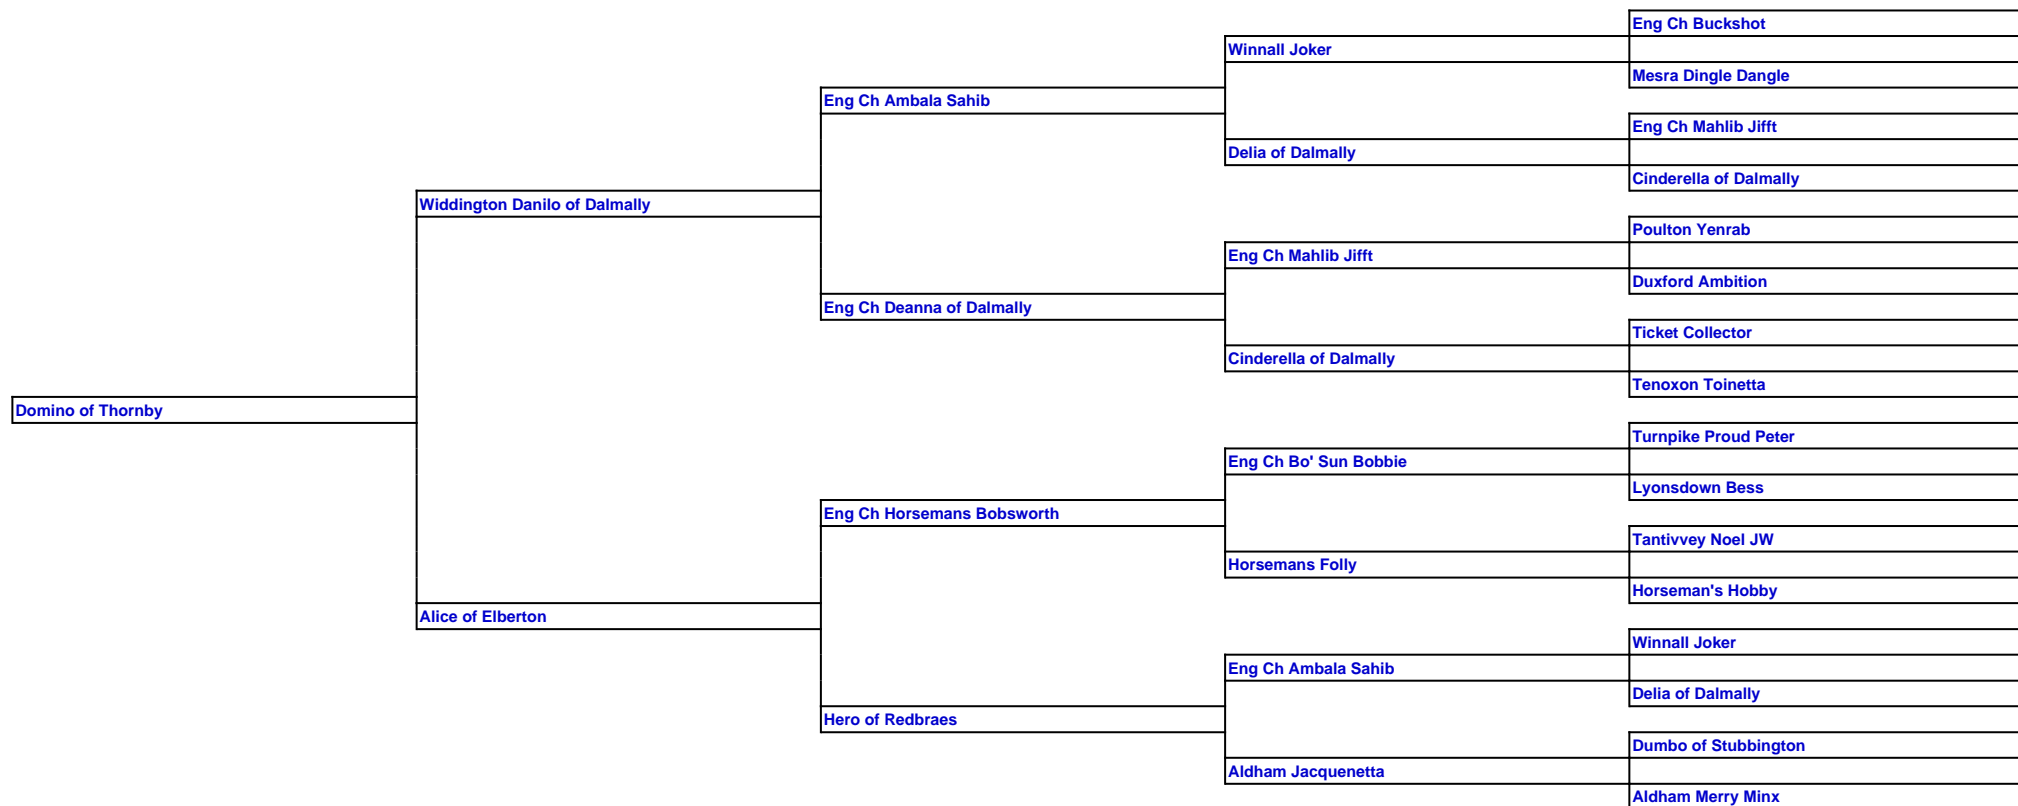 Eng Ch Buckshot
Winnall Joker
Mesra Dingle Dangle
Eng Ch Ambala Sahib
Eng Ch Mahlib Jifft
Delia of Dalmally
Cinderella of Dalmally
Widdington Danilo of Dalmally
Poulton Yenrab
Eng Ch Mahlib Jifft
Duxford Ambition
Eng Ch Deanna of Dalmally
Ticket Collector
Cinderella of Dalmally
Tenoxon Toinetta
Domino of Thornby
Turnpike Proud Peter
Eng Ch Bo' Sun Bobbie
Lyonsdown Bess
Eng Ch Horsemans Bobsworth
Tantivvey Noel JW
Horsemans Folly
Horseman's Hobby
Alice of Elberton
Winnall Joker
Eng Ch Ambala Sahib
Delia of Dalmally
Hero of Redbraes
Dumbo of Stubbington
Aldham Jacquenetta
Aldham Merry Minx